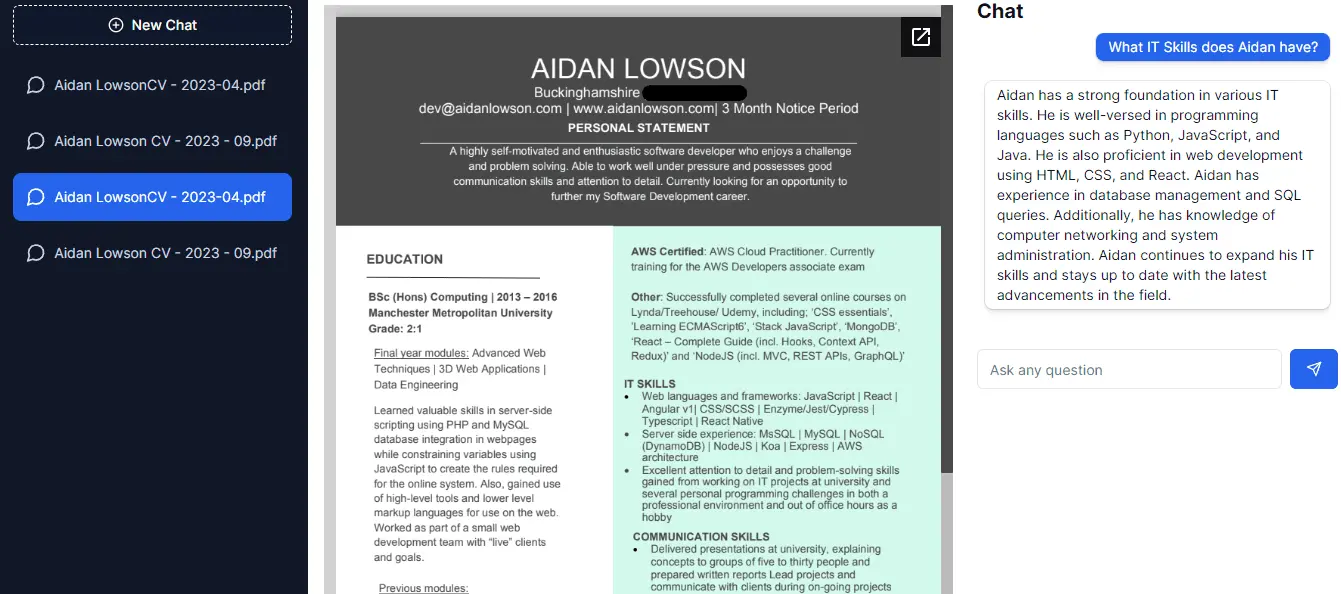 New Chat
Aidan LowsonCV - 2023-04.pdf
Aidan Lowson CV - 2023 - 09.pdf
Aidan LowsonCV - 2023-04.pdf
Aidan Lowson CV - 2023 - 09.pdf
AIDAN LOWSON
Buckinghamshire
dev@aidanlowson.com | www.aidanlowson.com| 3 Month Notice Period
PERSONAL STATEMENT
A highly self-motivated and enthusiastic software developer who enjoys a challenge
and problem solving. Able to work well under pressure and possesses good
communication skills and attention to detail. Currently looking for an opportunity to
further my Software Development career.
EDUCATION
BSc (Hons) Computing | 2013 – 2016
Manchester Metropolitan University
Grade: 2:1
Final year modules: Advanced Web
Techniques | 3D Web Applications |
Data Engineering
Learned valuable skills in server-side
scripting using PHP and MySQL
database integration in webpages
while constraining variables using
JavaScript to create the rules required
for the online system. Also, gained use
of high-level tools and lower level
markup languages for use on the web.
Worked as part of a small web
development team with “live” clients
and goals.
Previous modules:
AWS Certified: AWS Cloud Practitioner. Currently
training for the AWS Developers associate exam
Other: Successfully completed several online courses on
Lynda/Treehouse/ Udemy, including; ‘CSS essentials’,
‘Learning ECMAScript6’, ‘Stack JavaScript’, ‘MongoDB’,
‘React – Complete Guide (incl. Hooks, Context API,
Redux)’ and ‘NodeJS (incl. MVC, REST APIs, GraphQL)’
IT SKILLS
• Web languages and frameworks: JavaScript | React |
Angular v1| CSS/SCSS | Enzyme/Jest/Cypress |
Typescript | React Native
• Server side experience: MsSQL | MySQL | NoSQL
(DynamoDB) | NodeJS | Koa | Express | AWS
architecture
• Excellent attention to detail and problem-solving skills
gained from working on IT projects at university and
several personal programming challenges in both a
professional environment and out of office hours as a
hobby
COMMUNICATION SKILLS
• Delivered presentations at university, explaining
concepts to groups of five to thirty people and
prepared written reports Lead projects and
communicate with clients during on-going projects
Chat
What IT Skills does Aidan have?
Aidan has a strong foundation in various IT
skills. He is well-versed in programming
languages such as Python, JavaScript, and
Java. He is also proficient in web development
using HTML, CSS, and React. Aidan has
experience in database management and SQL
queries. Additionally, he has knowledge of
computer networking and system
administration. Aidan continues to expand his IT
skills and stays up to date with the latest
advancements in the field.
Ask any question